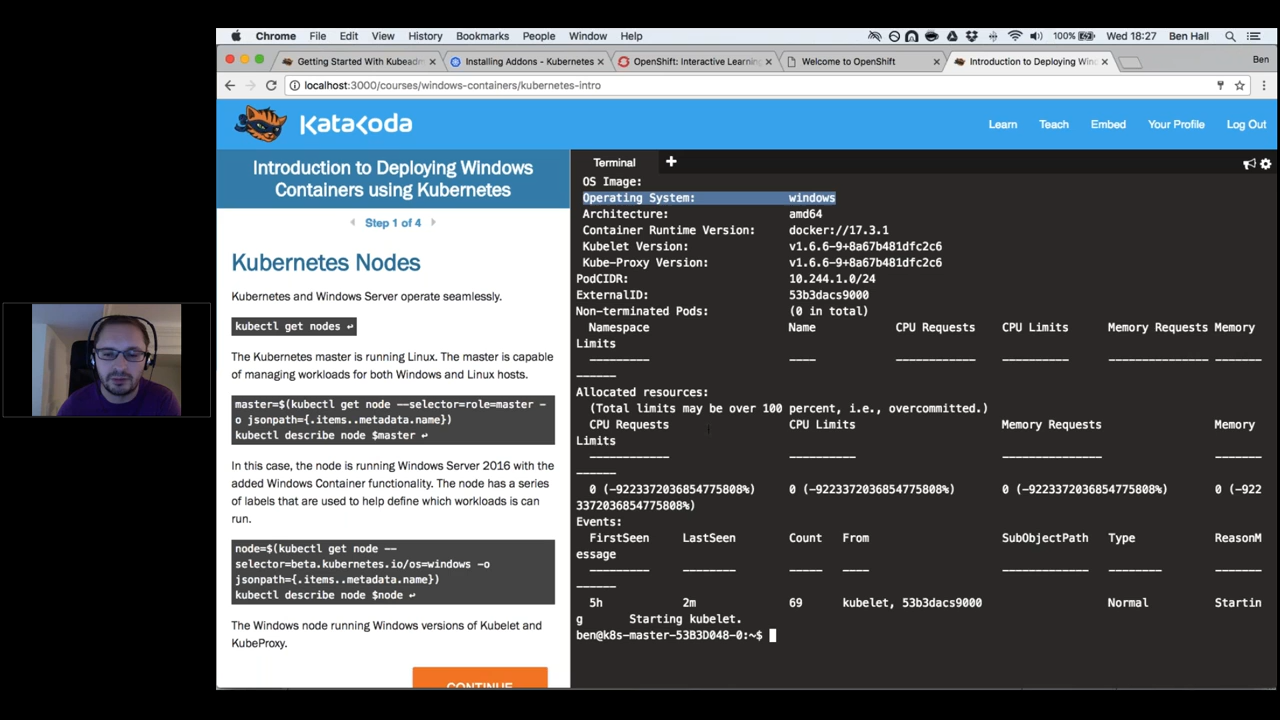 Chrome File Edit View History Bookmarks People Window Help 100% Wed 18:27 Ben Hall
Getting Started With Kubeadm Installing Addons - Kubernetes OpenShift: Interactive Learning Welcome to OpenShift Introduction to Deploying Win Ben
localhost:3000/courses/windows-containers/kubernetes-intro
KataKoda
Learn Teach Embed Your Profile Log Out
Introduction to Deploying Windows
Containers using Kubernetes
Step 1 of 4
Kubernetes Nodes
Kubernetes and Windows Server operate seamlessly.
kubectl get nodes ↵
The Kubernetes master is running Linux. The master is capable
of managing workloads for both Windows and Linux hosts.
master=$(kubectl get node --selector=role=master -
o jsonpath={.items..metadata.name})
kubectl describe node $master ↵
In this case, the node is running Windows Server 2016 with the
added Windows Container functionality. The node has a series
of labels that are used to help define which workloads is can
run.
node=$(kubectl get node --
selector=beta.kubernetes.io/os=windows -o
jsonpath={.items..metadata.name})
kubectl describe node $node ↵
The Windows node running Windows versions of Kubelet and
KubeProxy.
CONTINUE
Terminal +
OS Image:
Operating System: windows
Architecture: amd64
Container Runtime Version: docker://17.3.1
Kubelet Version: v1.6.6-9+8a67b481dfc2c6
Kube-Proxy Version: v1.6.6-9+8a67b481dfc2c6
PodCIDR: 10.244.1.0/24
ExternalID: 53b3dacs9000
Non-terminated Pods: (0 in total)
Namespace Name CPU Requests CPU Limits Memory Requests Memory
Limits
--------- ---- ------------ ---------- --------------- -------
------
Allocated resources:
(Total limits may be over 100 percent, i.e., overcommitted.)
CPU Requests CPU Limits Memory Requests Memory
Limits
------------ ---------- --------------- -------
------
0 (-9223372036854775808%) 0 (-9223372036854775808%) 0 (-9223372036854775808%) 0 (-922
3372036854775808%)
Events:
FirstSeen LastSeen Count From SubObjectPath Type ReasonM
essage
--------- -------- ----- ---- ------------- -------- -------
------
5h 2m 69 kubelet, 53b3dacs9000 Normal Startin
g Starting kubelet.
ben@k8s-master-53B3D048-0:~$